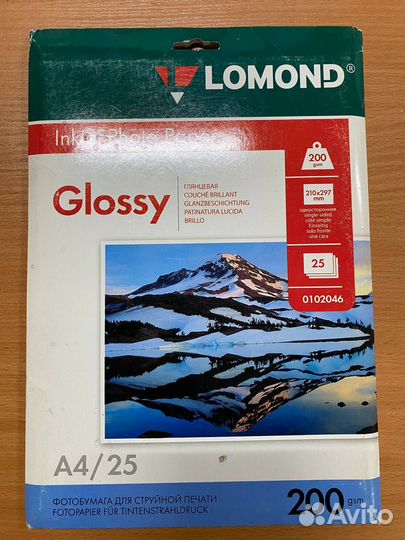 LOMOND®
Inkjet Photo Paper
Glossy
ГЛЯНЦЕВАЯ
COUCHÉ BRILLANT
GLANZBESCHICHTUNG
PATINATURA LUCIDA
BRILLO
200
gsm
210x297
mm
односторонняя
single-sided
côté simple
Einseitig
solo fronte
una cara
25
0102046
A4/25
ФОТОБУМАГА ДЛЯ СТРУЙНОЙ ПЕЧАТИ
FOTOPAPIER FÜR TINTENSTRAHLDRUCK
200 gsm
Avito